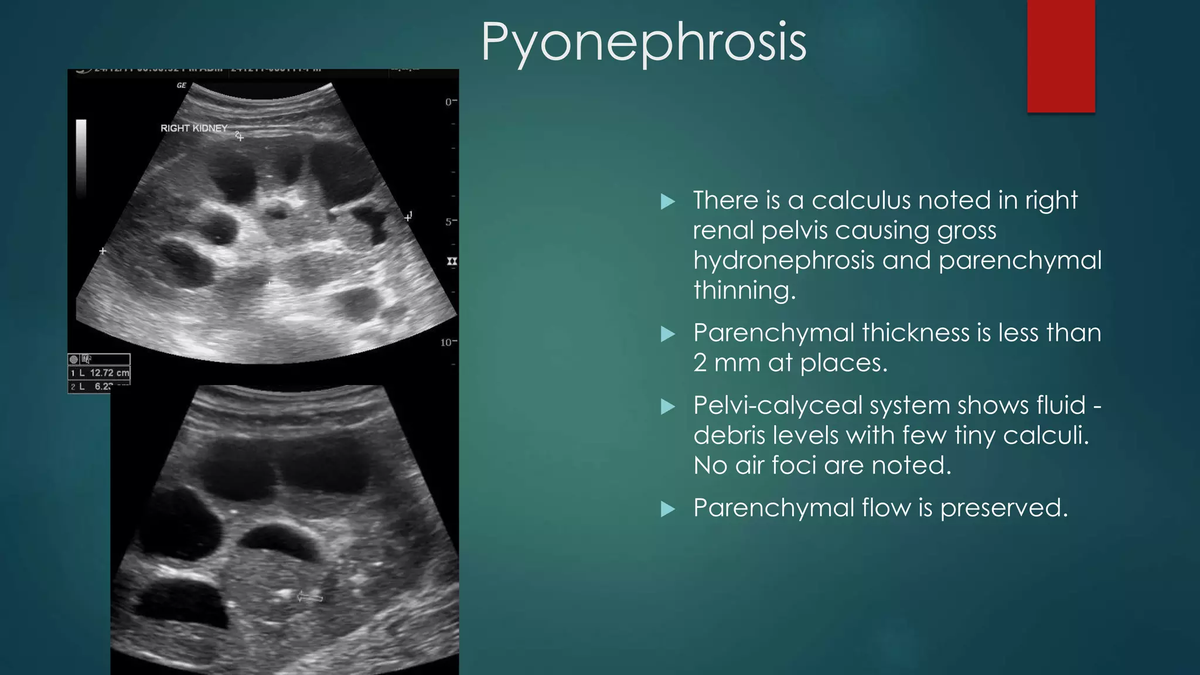 Pyonephrosis
GE
RIGHT KIDNEY
0
5
10
1 L 12.72 cm
2 L
There is a calculus noted in right
renal pelvis causing gross
hydronephrosis and parenchymal
thinning.
Parenchymal thickness is less than
2 mm at places.
Pelvi-calyceal system shows fluid -
debris levels with few tiny calculi.
No air foci are noted.
Parenchymal flow is preserved.